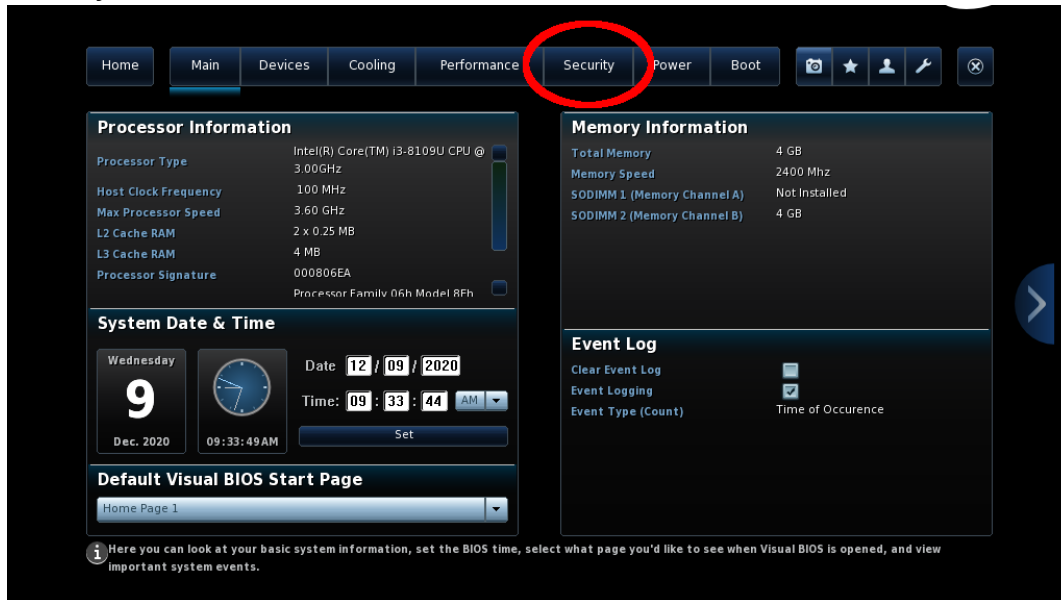 Home Main Devices Cooling Performance Security Power Boot
Processor Information
Processor Type Intel(R) Core(TM) i3-8109U CPU @
3.00GHz
Host Clock Frequency 100 MHz
Max Processor Speed 3.60 GHz
L2 Cache RAM 2 x 0.25 MB
L3 Cache RAM 4 MB
Processor Signature 000806EA
Processor Family 06h Model 8Eh
System Date & Time
Wednesday
9
Dec. 2020
09:33:49AM
Date 12 / 09 / 2020
Time: 09 : 33 : 44 AM
Set
Default Visual BIOS Start Page
Home Page 1
Memory Information
Total Memory 4 GB
Memory Speed 2400 Mhz
SODIMM 1 (Memory Channel A) Not Installed
SODIMM 2 (Memory Channel B) 4 GB
Event Log
Clear Event Log
Event Logging
Event Type (Count) Time of Occurence
Here you can look at your basic system information, set the BIOS time, select what page you'd like to see when Visual BIOS is opened, and view
important system events.